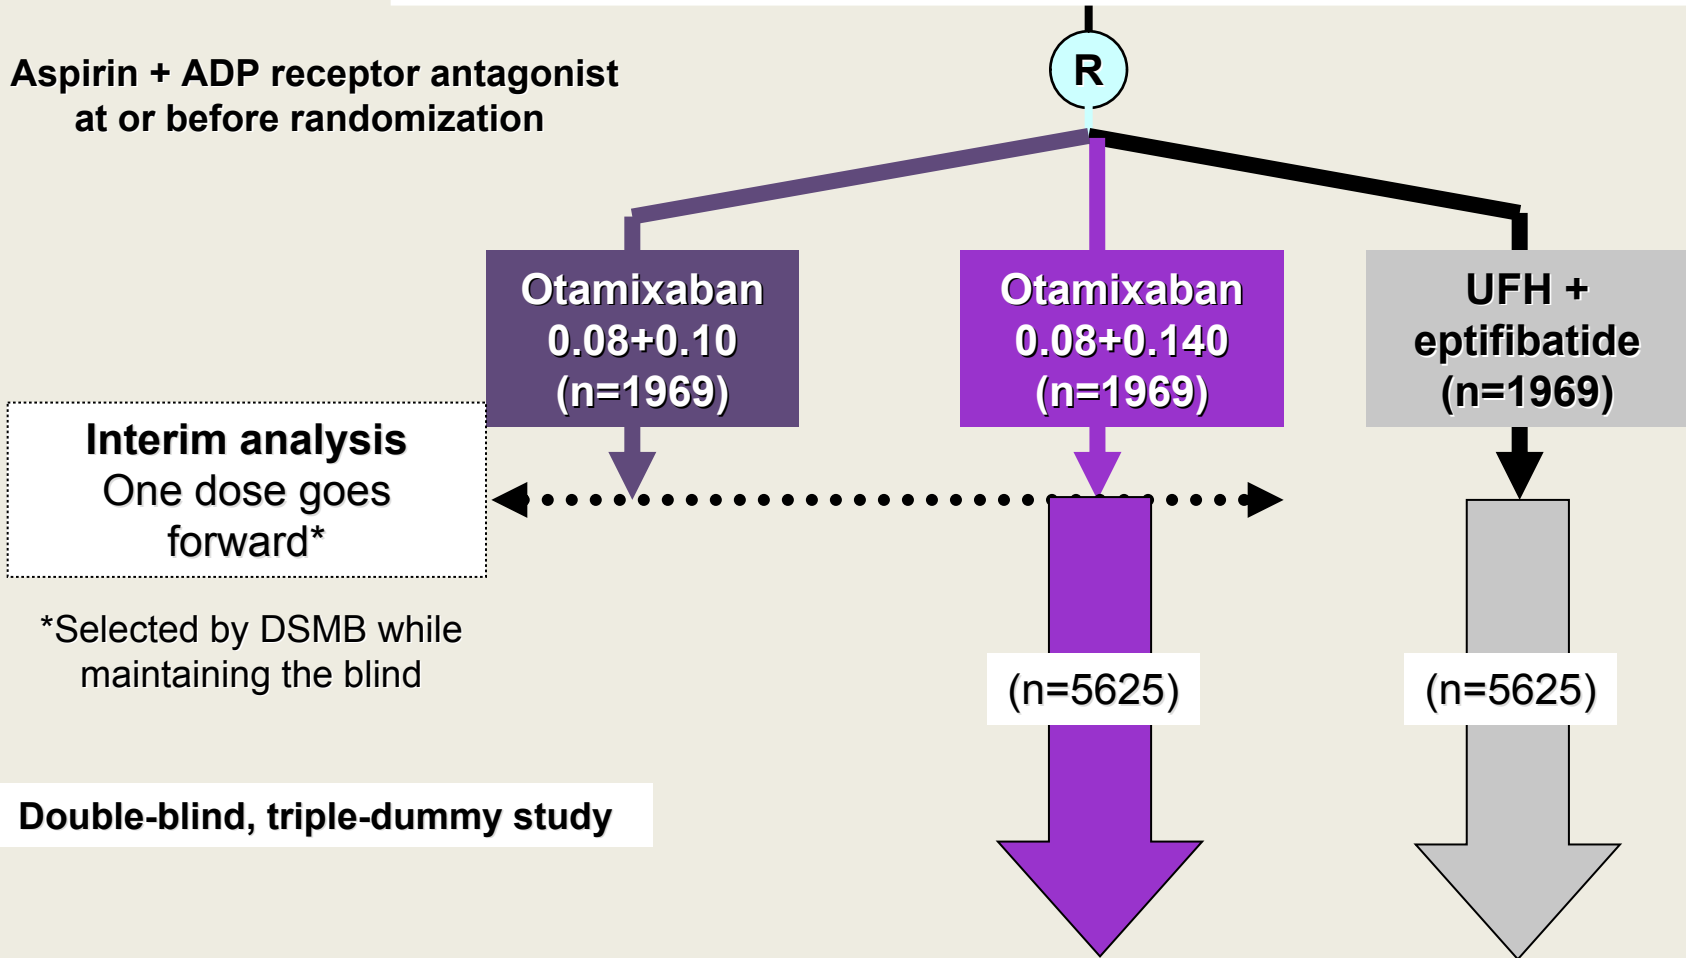 R
Aspirin + ADP receptor antagonist
at or before randomization
Otamixaban
0.08+0.10
(n=1969)
Otamixaban
0.08+0.140
(n=1969)
UFH +
eptifibatide
(n=1969)
Interim analysis
One dose goes
forward*
*Selected by DSMB while
maintaining the blind
(n=5625)
(n=5625)
Double-blind, triple-dummy study